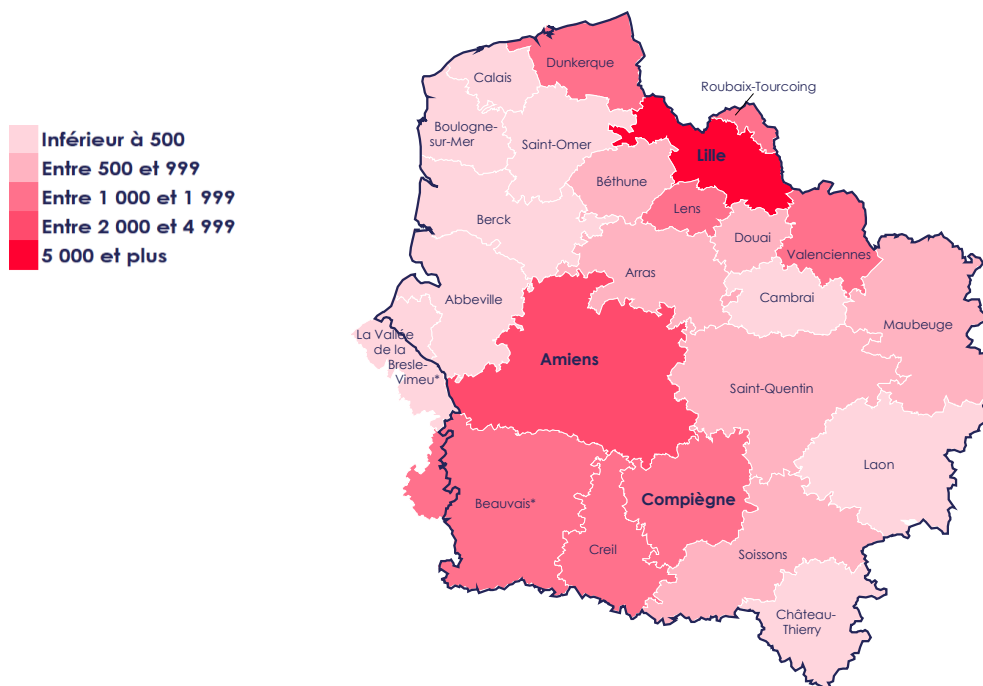 Inférieur à 500
Entre 500 et 999
Entre 1 000 et 1 999
Entre 2 000 et 4 999
5 000 et plus
Dunkerque
Calais
Roubaix-Tourcoing
Boulogne-
sur-Mer
Saint-Omer
Lille
Béthune
Lens
Berck
Douai
Valenciennes
Arras
Abbeville
Cambrai
Maubeuge
La Vallée
de la
Bresle-
Vimeu*
Amiens
Saint-Quentin
Laon
Beauvais*
Compiègne
Creil
Soissons
Château-
Thierry